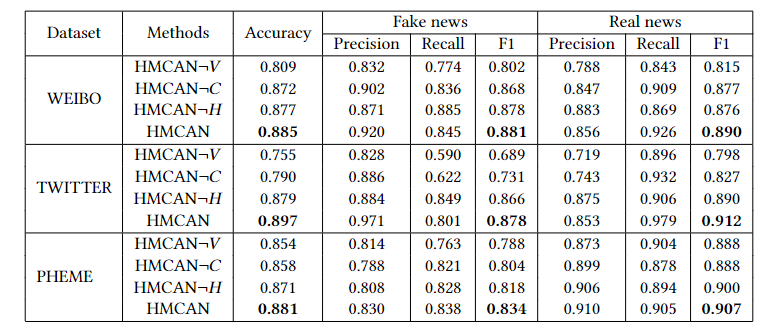 Dataset Methods Accuracy Fake news Real news
Precision Recall F1 Precision Recall F1
WEIBO
HMCAN¬V 0.809 0.832 0.774 0.802 0.788 0.843 0.815
HMCAN¬C 0.872 0.902 0.836 0.868 0.847 0.909 0.877
HMCAN¬H 0.877 0.871 0.885 0.878 0.883 0.869 0.876
HMCAN 0.885 0.920 0.845 0.881 0.856 0.926 0.890
TWITTER
HMCAN¬V 0.755 0.828 0.590 0.689 0.719 0.896 0.798
HMCAN¬C 0.790 0.886 0.622 0.731 0.743 0.932 0.827
HMCAN¬H 0.879 0.884 0.849 0.866 0.875 0.906 0.890
HMCAN 0.897 0.971 0.801 0.878 0.853 0.979 0.912
PHEME
HMCAN¬V 0.854 0.814 0.763 0.788 0.873 0.904 0.888
HMCAN¬C 0.858 0.788 0.821 0.804 0.899 0.878 0.888
HMCAN¬H 0.871 0.808 0.828 0.818 0.906 0.894 0.900
HMCAN 0.881 0.830 0.838 0.834 0.910 0.905 0.907